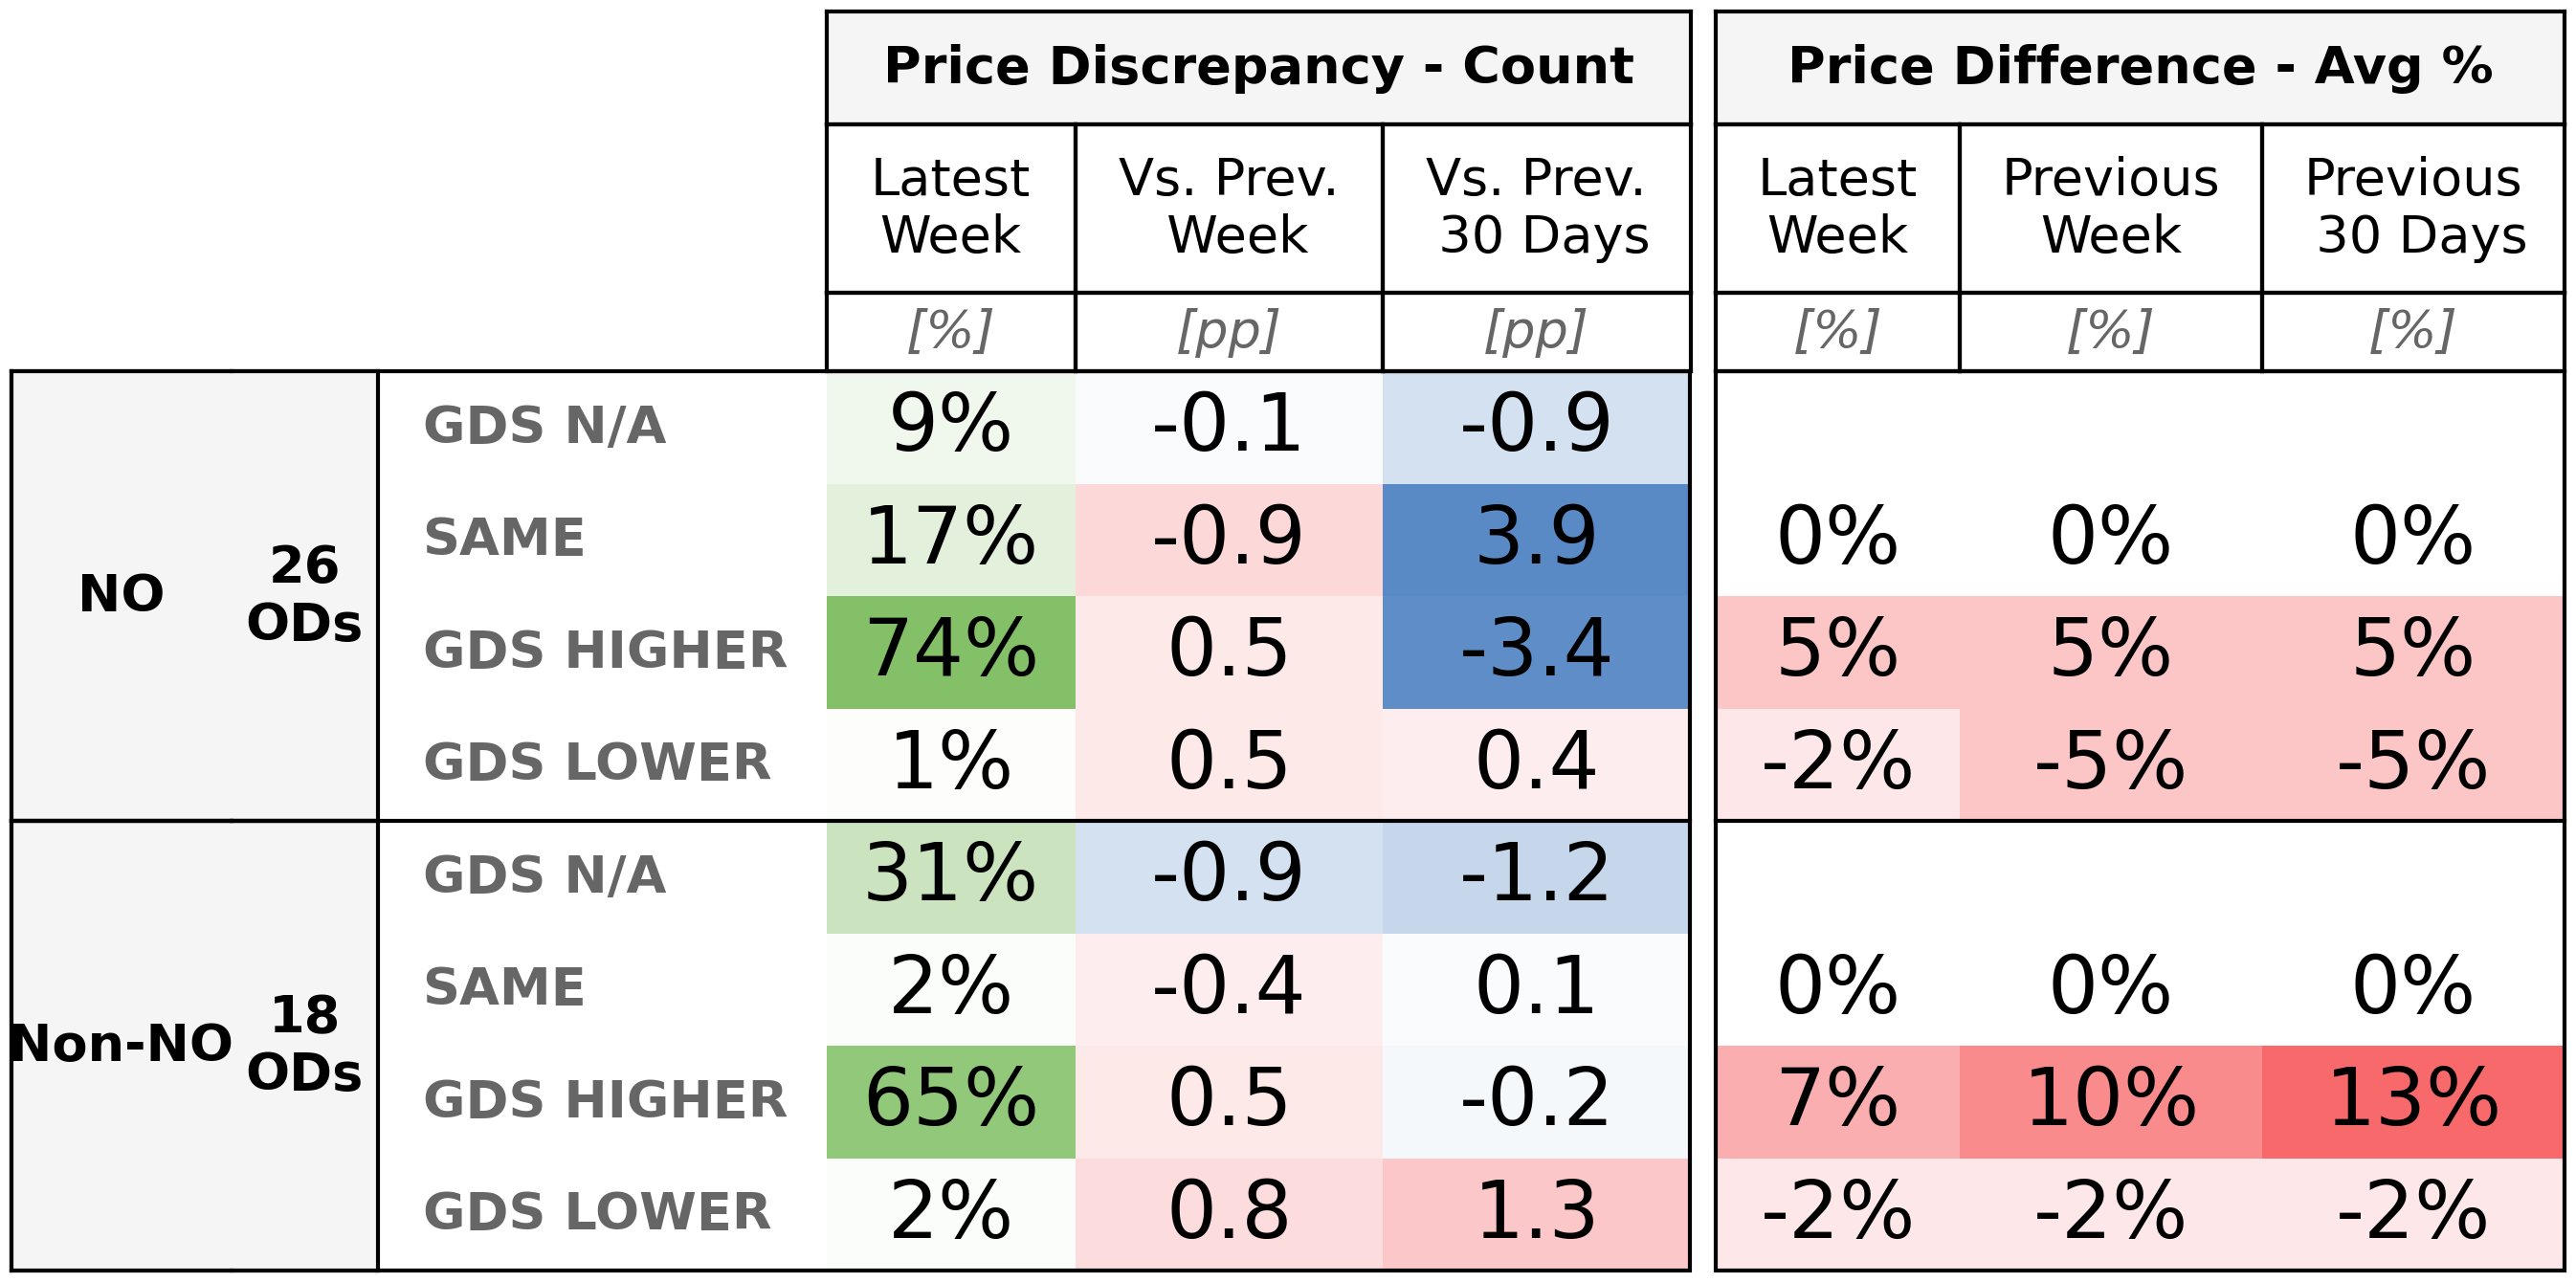 Price Discrepancy - Count Price Difference - Avg %
Latest Week Vs. Prev. Week Vs. Prev. 30 Days Latest Week Previous Week Previous 30 Days
[%] [pp] [pp] [%] [%] [%]
NO 26 ODs
GDS N/A 9% -0.1 -0.9
SAME 17% -0.9 3.9 0% 0% 0%
GDS HIGHER 74% 0.5 -3.4 5% 5% 5%
GDS LOWER 1% 0.5 0.4 -2% -5% -5%
Non-NO 18 ODs
GDS N/A 31% -0.9 -1.2
SAME 2% -0.4 0.1 0% 0% 0%
GDS HIGHER 65% 0.5 -0.2 7% 10% 13%
GDS LOWER 2% 0.8 1.3 -2% -2% -2%